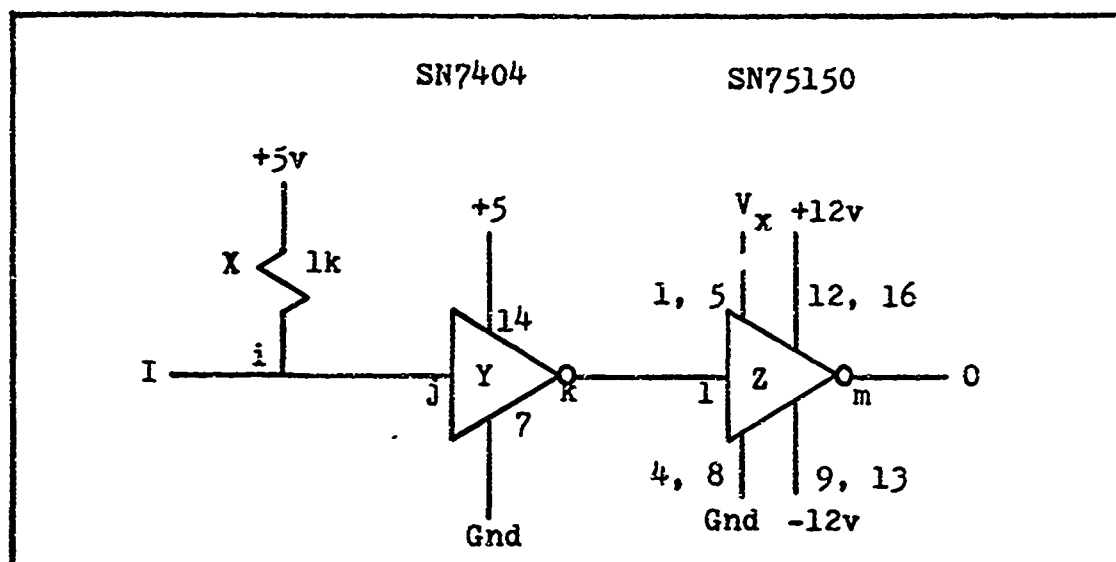 SN7404 SN75150
+5v
+5
Vx +12v
X 1k
1, 5 12, 16
14
I i j Y k l Z m O
7
4, 8 9, 13
Gnd Gnd -12v